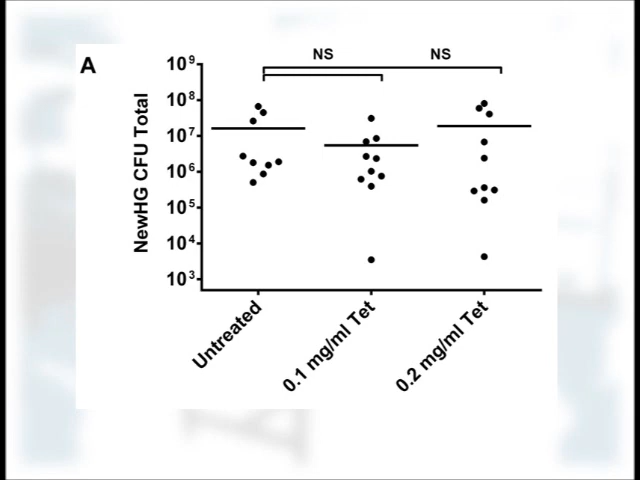 A
NS NS
10⁹
10⁸
10⁷
10⁶
10⁵
10⁴
10³
NewHG CFU Total
Untreated
0.1 mg/ml Tet
0.2 mg/ml Tet